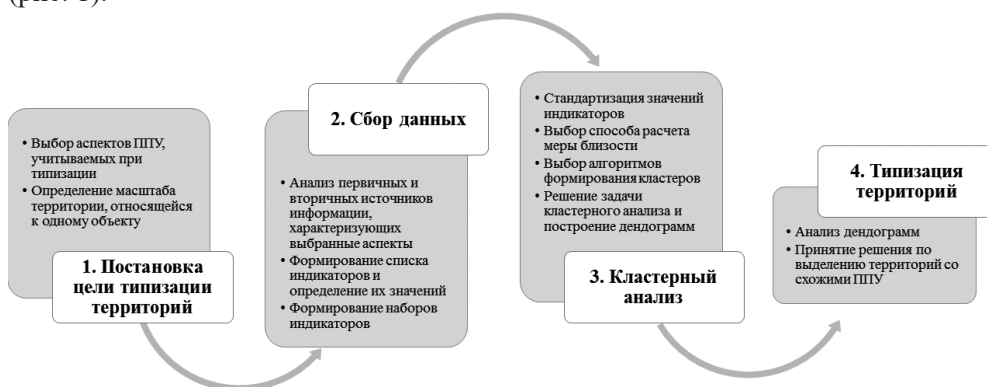 (рис. 1).
• Выбор аспектов ППУ,
учитываемых при
типизации
• Определение масштаба
территории, относящейся
к одному объекту
1. Постановка
цели типизации
территорий
2. Сбор данных
• Анализ первичных и
вторичных источников
информации,
характеризующих
выбранные аспекты
• Формирование списка
индикаторов и
определение их значений
• Формирование наборов
индикаторов
• Стандартизация значений
индикаторов
• Выбор способа расчета
меры близости
• Выбор алгоритмов
формирования кластеров
• Решение задачи
кластерного анализа и
построение дендограмм
3. Кластерный
анализ
4. Типизация
территорий
• Анализ дендограмм
• Принятие решения по
выделению территорий со
схожими ППУ